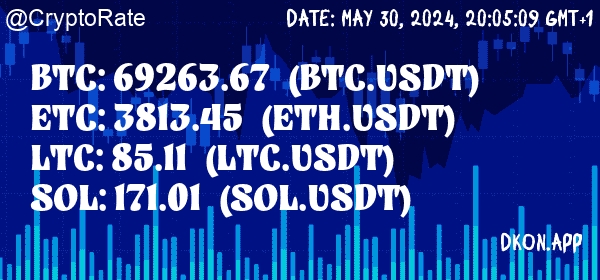 @CryptoRate
DATE: MAY 30, 2024, 20:05:09 GMT+1
BTC: 69263.67 (BTC.USDT)
ETC: 3813.45 (ETH.USDT)
LTC: 85.11 (LTC.USDT)
SOL: 171.01 (SOL.USDT)
DKON.APP